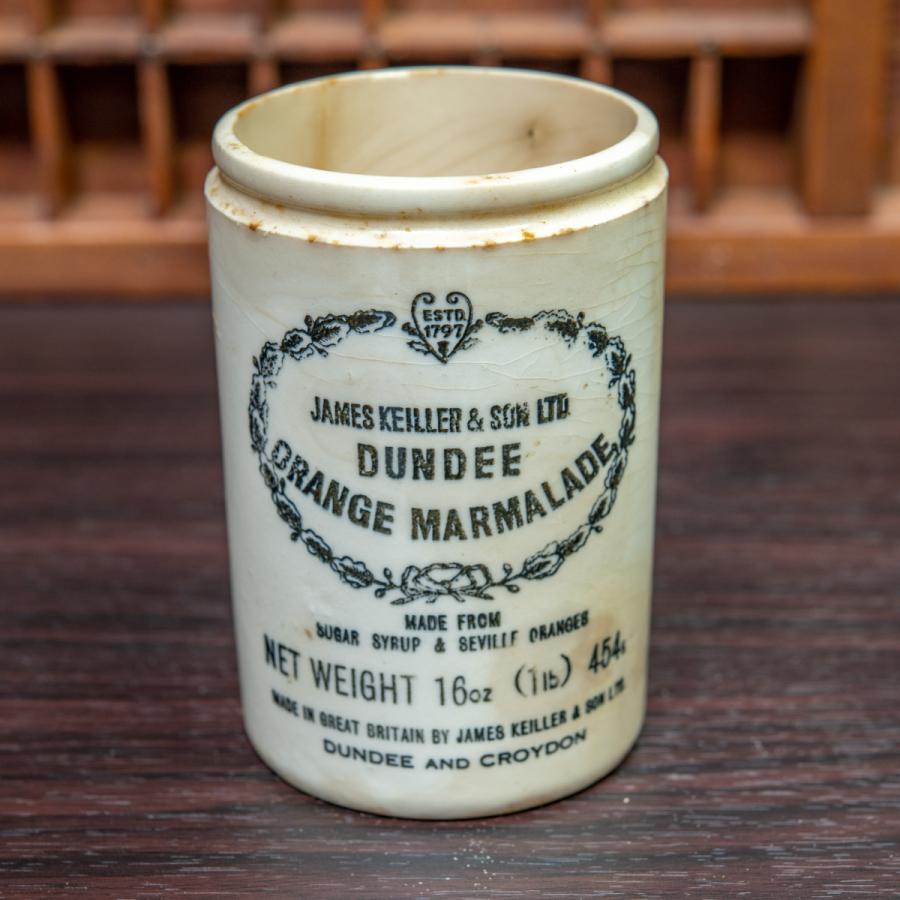 ESTD.
1797
JAMES KEILLER & SON LTD.
DUNDEE
ORANGE MARMALADE
MADE FROM
SUGAR SYRUP & SEVILLE ORANGES
NET WEIGHT 16oz (1lb) 454g
MADE IN GREAT BRITAIN BY JAMES KEILLER & SON LTD.
DUNDEE AND CROYDON